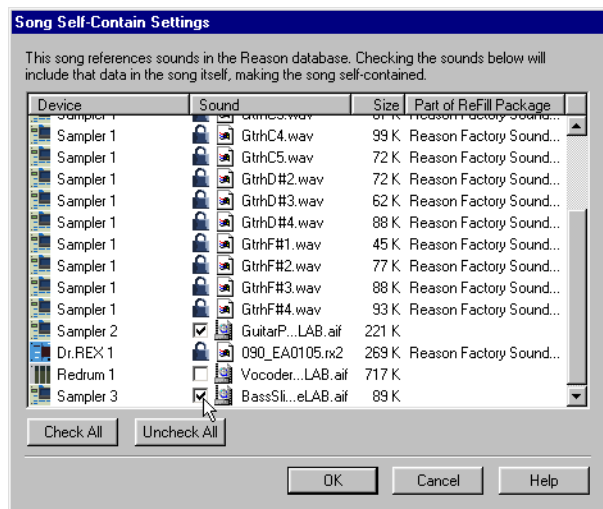 Song Self-Contain Settings
This song references sounds in the Reason database. Checking the sounds below will
include that data in the song itself, making the song self-contained.
Device Sound Size Part of ReFill Package
Sampler 1 GtrhC4.wav 99 K Reason Factory Sound...
Sampler 1 GtrhC5.wav 72 K Reason Factory Sound...
Sampler 1 GtrhD#2.wav 72 K Reason Factory Sound...
Sampler 1 GtrhD#3.wav 62 K Reason Factory Sound...
Sampler 1 GtrhD#4.wav 88 K Reason Factory Sound...
Sampler 1 GtrhF#1.wav 45 K Reason Factory Sound...
Sampler 1 GtrhF#2.wav 77 K Reason Factory Sound...
Sampler 1 GtrhF#3.wav 88 K Reason Factory Sound...
Sampler 1 GtrhF#4.wav 93 K Reason Factory Sound...
Sampler 2 GuitarP...LAB.aif 221 K
Dr.REX 1 090_EA0105.rx2 269 K Reason Factory Sound...
Redrum 1 Vocoder...LAB.aif 717 K
Sampler 3 BassSli...eLAB.aif 89 K
Check All Uncheck All
OK Cancel Help